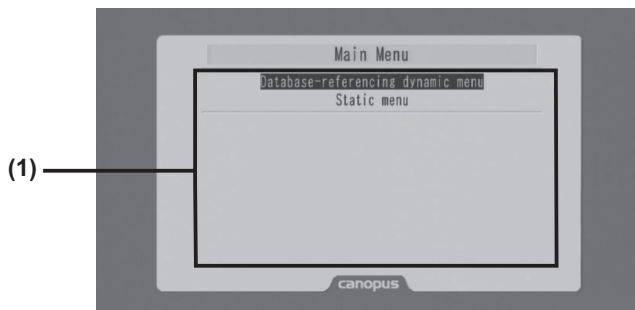 Main Menu
Database-referencing dynamic menu
Static menu
(1)
canopus